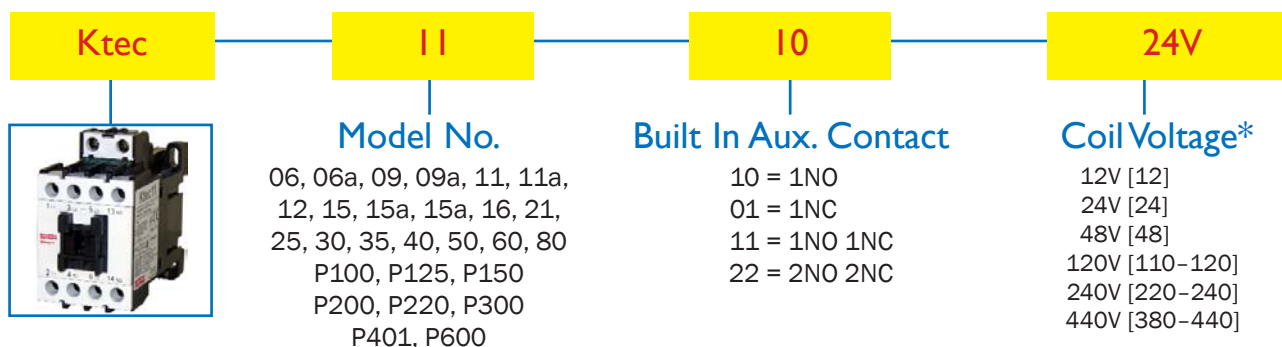 Ktec 11 10 24V
Model No.
06, 06a, 09, 09a, 11, 11a,
12, 15, 15a, 15a, 16, 21,
25, 30, 35, 40, 50, 60, 80
P100, P125, P150
P200, P220, P300
P401, P600
Built In Aux. Contact
10 = 1NO
01 = 1NC
11 = 1NO 1NC
22 = 2NO 2NC
Coil Voltage*
12V [12]
24V [24]
48V [48]
120V [110–120]
240V [220–240]
440V [380–440]